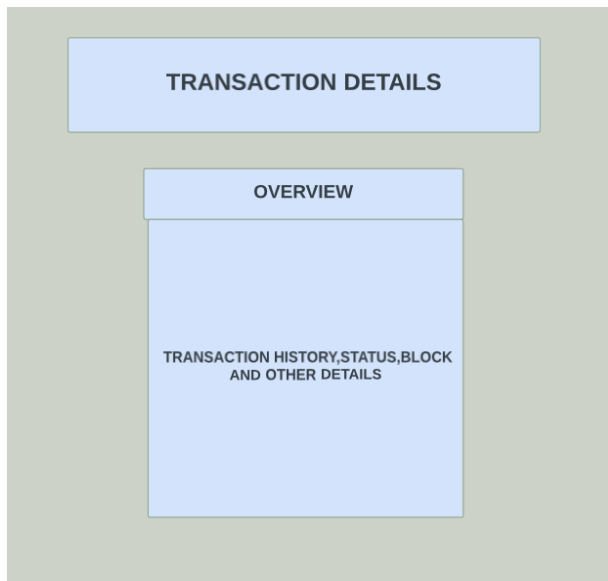 TRANSACTION DETAILS
OVERVIEW
TRANSACTION HISTORY,STATUS,BLOCK
AND OTHER DETAILS